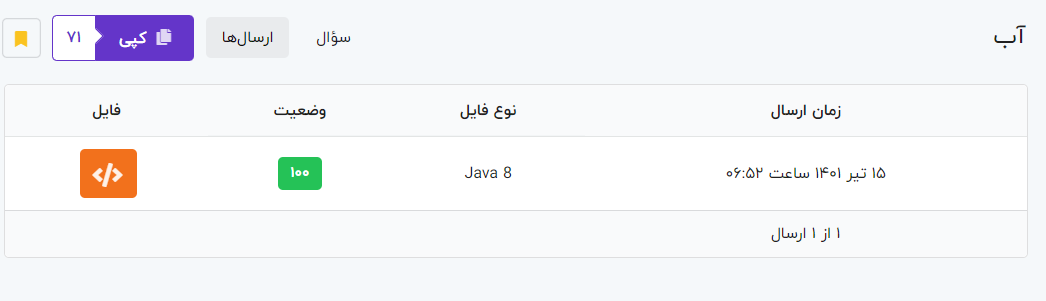 آب
سؤال
ارسال‌ها
کپی
۷۱
زمان ارسال نوع فایل وضعیت فایل
۱۵ تیر ۱۴۰۱ ساعت ۰۶:۵۲ Java 8 ۱۰۰
۱ از ۱ ارسال